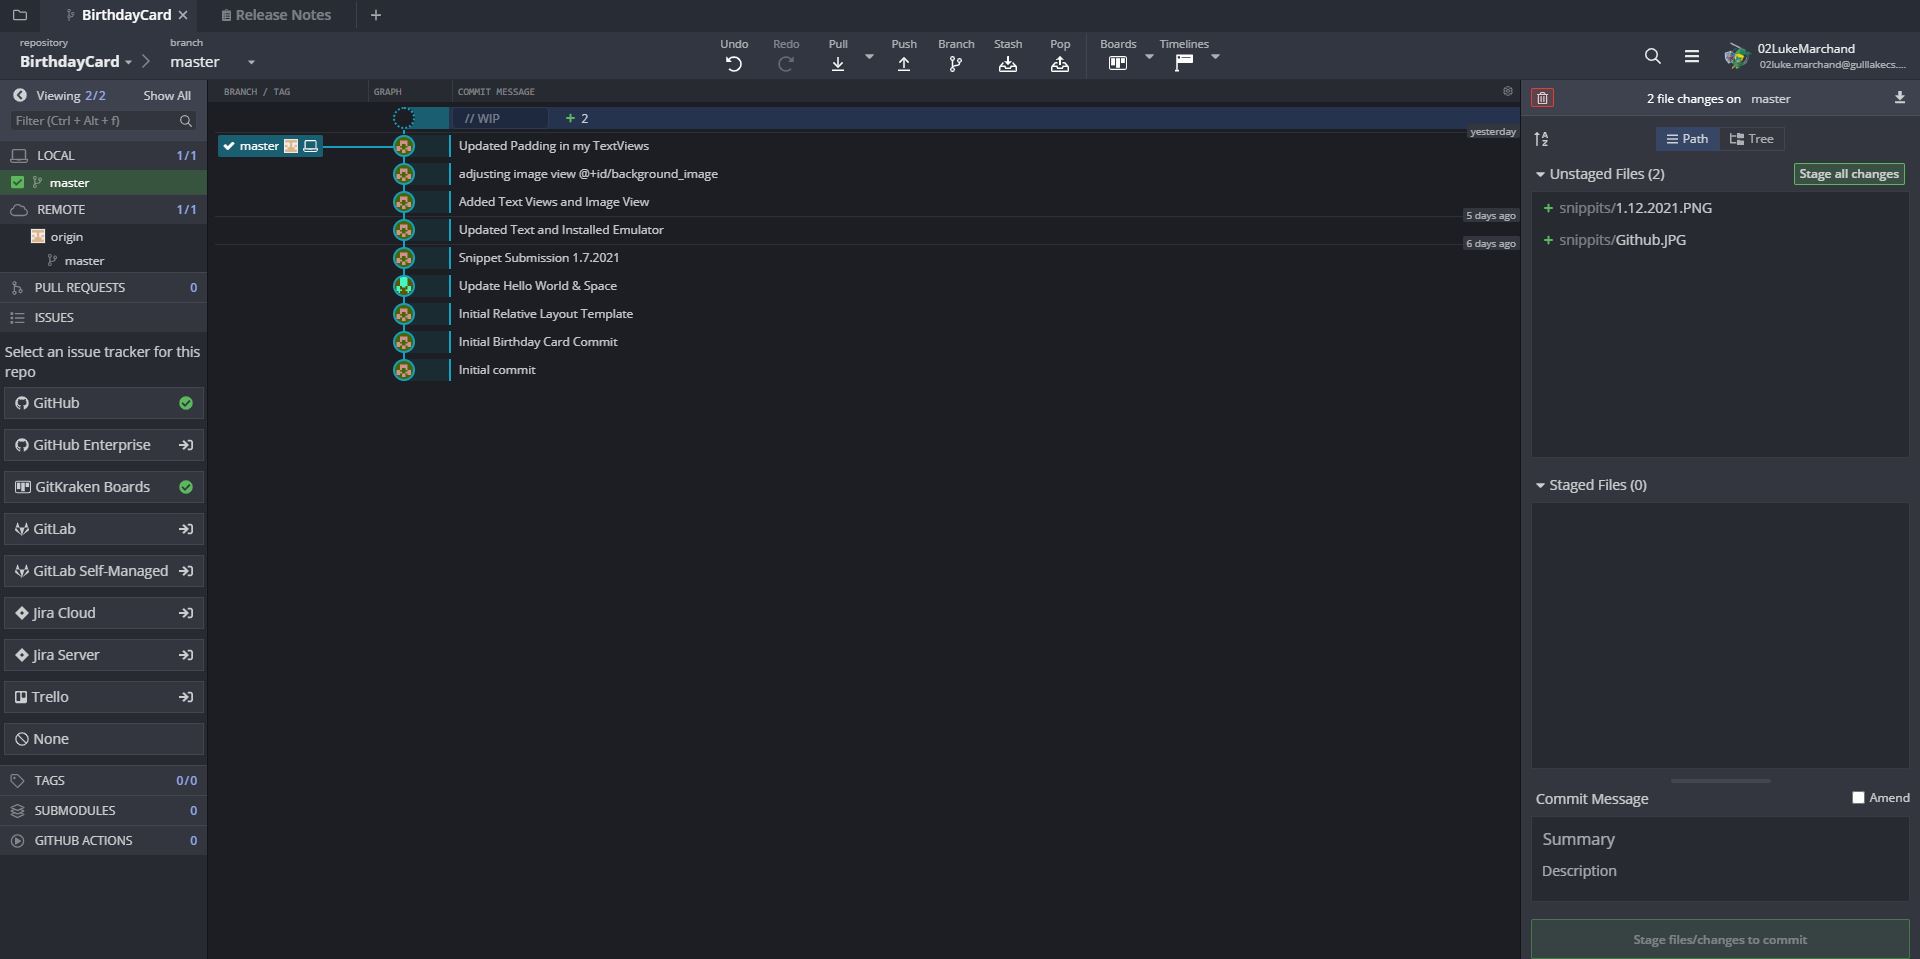 BirthdayCard
Release Notes
repository
BirthdayCard
branch
master
Undo
Redo
Pull
Push
Branch
Stash
Pop
Boards
Timelines
02LukeMarchand
02luke.marchand@gulllakecs....
Viewing 2/2
Show All
Filter (Ctrl + Alt + f)
LOCAL 1/1
master
REMOTE 1/1
origin
master
PULL REQUESTS 0
ISSUES
Select an issue tracker for this
repo
GitHub
GitHub Enterprise
GitKraken Boards
GitLab
GitLab Self-Managed
Jira Cloud
Jira Server
Trello
None
TAGS 0/0
SUBMODULES 0
GITHUB ACTIONS 0
BRANCH / TAG
GRAPH
COMMIT MESSAGE
// WIP
+ 2
yesterday
master
Updated Padding in my TextViews
adjusting image view @+id/background_image
Added Text Views and Image View
5 days ago
Updated Text and Installed Emulator
6 days ago
Snippet Submission 1.7.2021
Update Hello World & Space
Initial Relative Layout Template
Initial Birthday Card Commit
Initial commit
2 file changes on master
Path
Tree
Unstaged Files (2)
Stage all changes
+ snippits/1.12.2021.PNG
+ snippits/Github.JPG
Staged Files (0)
Commit Message
Amend
Summary
Description
Stage files/changes to commit